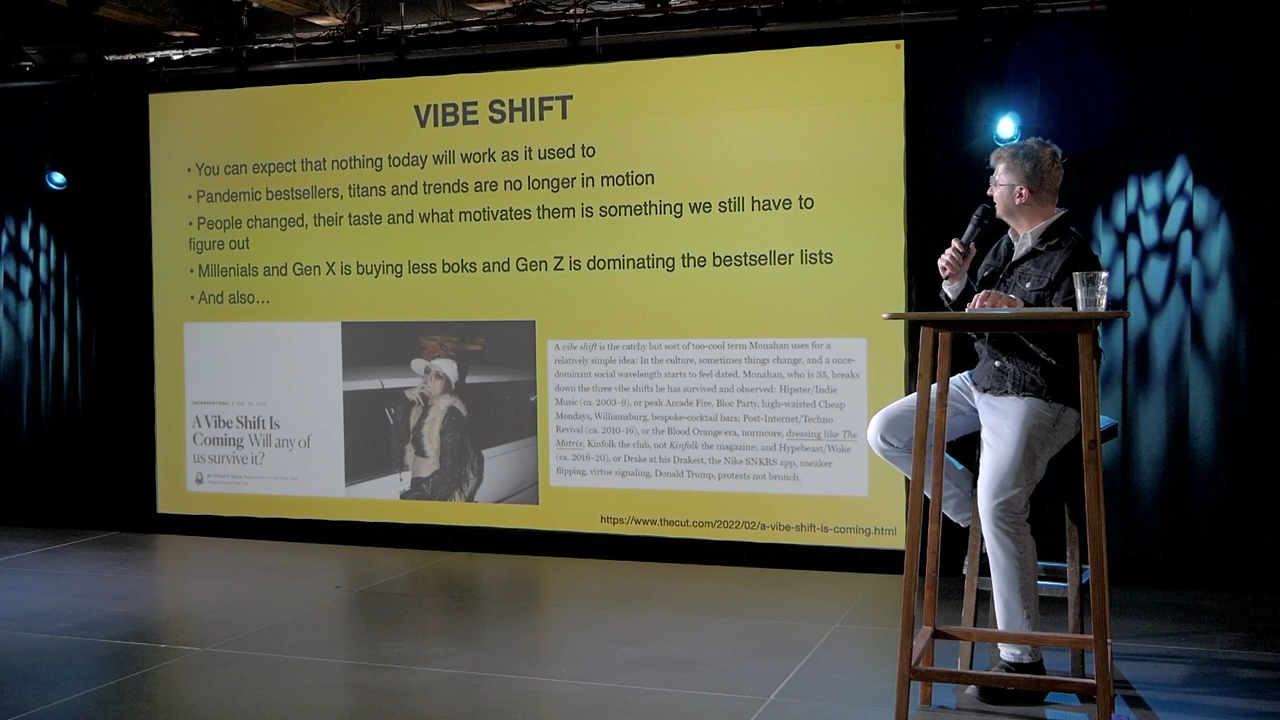 VIBE SHIFT
• You can expect that nothing today will work as it used to
• Pandemic bestsellers, titans and trends are no longer in motion
• People changed, their taste and what motivates them is something we still have to
figure out
• Millenials and Gen X is buying less boks and Gen Z is dominating the bestseller lists
• And also…
A Vibe Shift Is
Coming Will any of
us survive it?
A vibe shift is the catchy but sort of too-cool term Monahan uses for a
relatively simple idea: In the culture, sometimes things change, and a once-
dominant social wavelength starts to feel dated. Monahan, who is 35, breaks
down the three vibe shifts he has survived and observed: Hipster/Indie
Music (ca. 2003–9), or peak Arcade Fire, Bloc Party, high-waisted Cheap
Mondays, Williamsburg, bespoke-cocktail bars; Post-Internet/Techno
Revival (ca. 2010–16), or the Blood Orange era, normcore, dressing like The
Matrix, Kinfolk the club, not Kinfolk the magazine; and Hypebeast/Woke
(ca. 2016–20), or Drake at his Drakest, the Nike SNKRS app, sneaker
flipping, virtue signaling, Donald Trump, protests not brunch.
https://www.thecut.com/2022/02/a-vibe-shift-is-coming.html